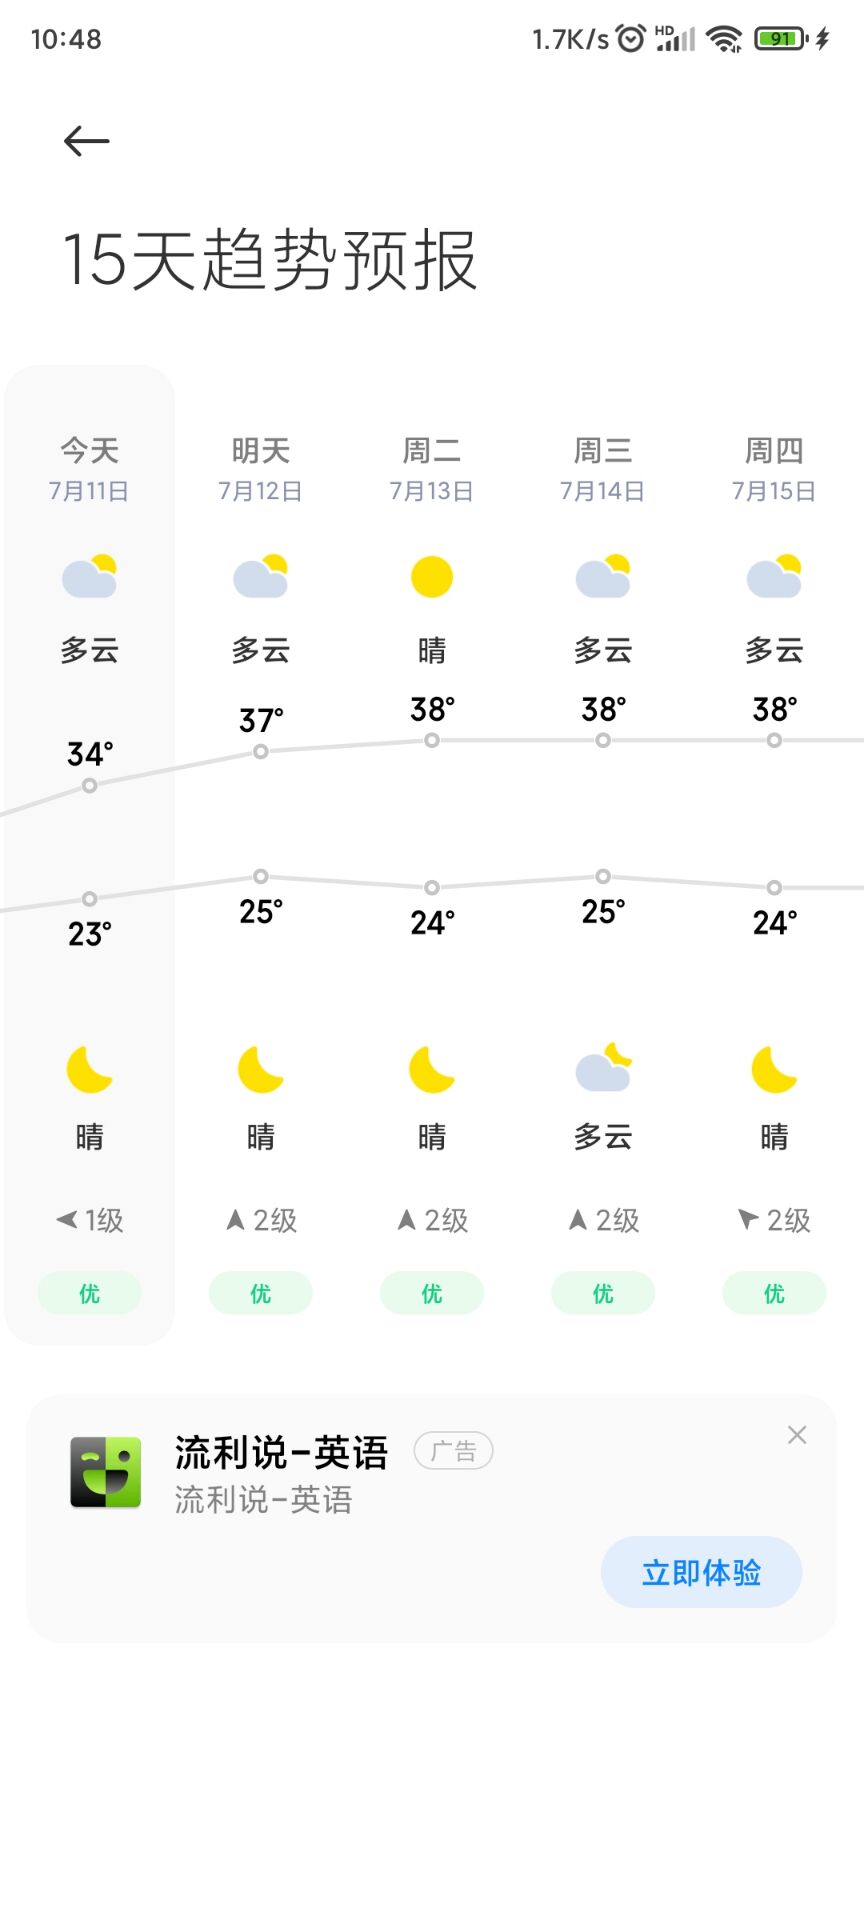 10:48 1.7K/s HD 91
15天趋势预报
今天 明天 周二 周三 周四
7月11日 7月12日 7月13日 7月14日 7月15日
多云 多云 晴 多云 多云
34° 37° 38° 38° 38°
23° 25° 24° 25° 24°
晴 晴 晴 多云 晴
1级 2级 2级 2级 2级
优 优 优 优 优
流利说-英语 广告
流利说-英语
立即体验